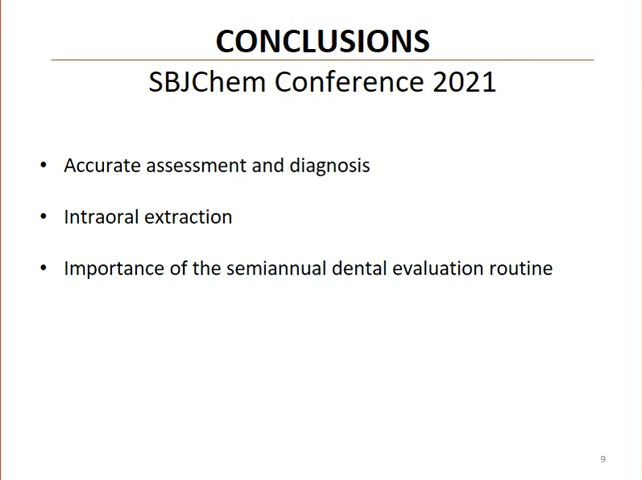 CONCLUSIONS
SBJChem Conference 2021
• Accurate assessment and diagnosis
• Intraoral extraction
• Importance of the semiannual dental evaluation routine
9